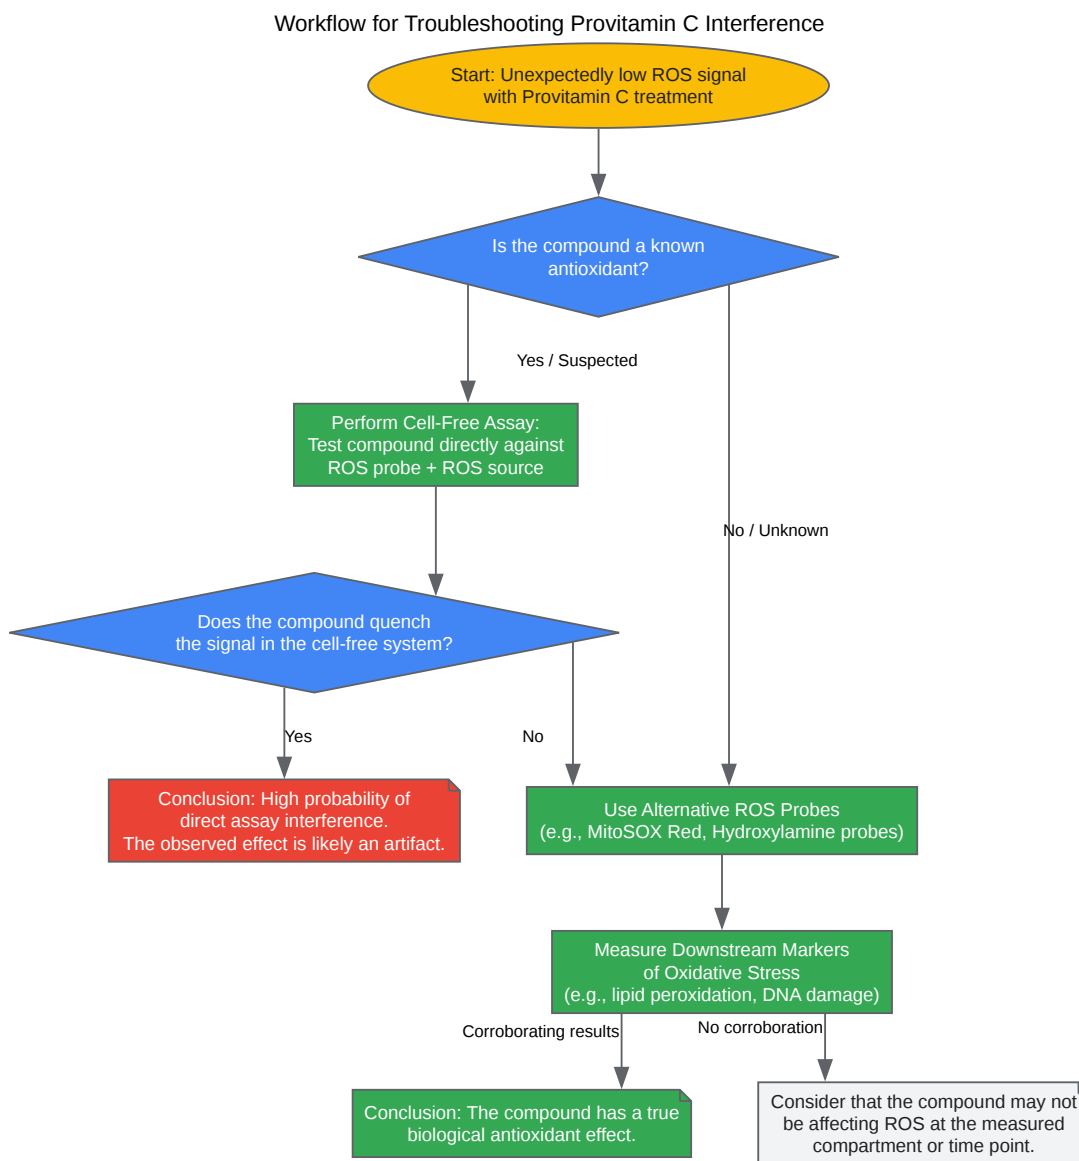 Workflow for Troubleshooting Provitamin C Interference
Start: Unexpectedly low ROS signal
with Provitamin C treatment
Is the compound a known
antioxidant?
Yes / Suspected
Perform Cell-Free Assay:
Test compound directly against
ROS probe + ROS source
No / Unknown
Does the compound quench
the signal in the cell-free system?
Yes
No
Conclusion: High probability of
direct assay interference.
The observed effect is likely an artifact.
Use Alternative ROS Probes
(e.g., MitoSOX Red, Hydroxylamine probes)
Measure Downstream Markers
of Oxidative Stress
(e.g., lipid peroxidation, DNA damage)
Corroborating results
No corroboration
Conclusion: The compound has a true
biological antioxidant effect.
Consider that the compound may not
be affecting ROS at the measured
compartment or time point.